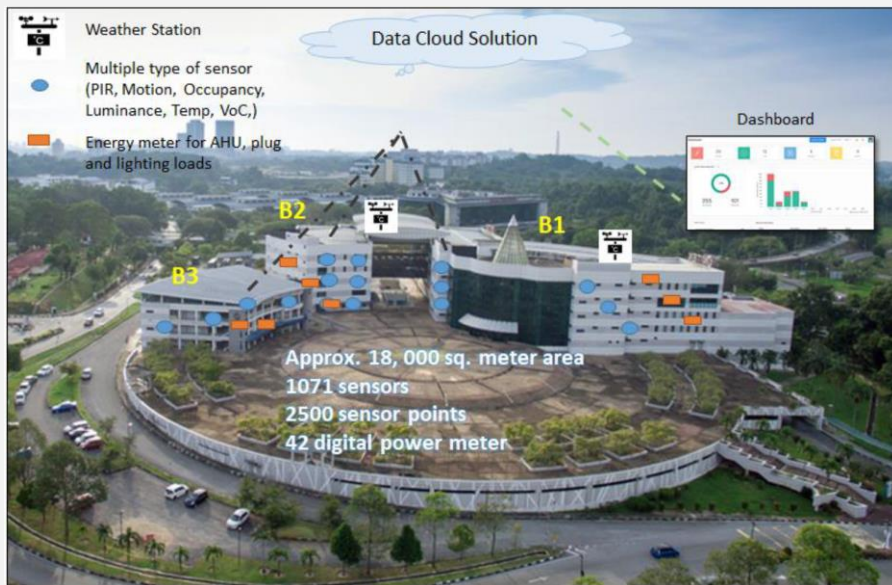 °C
Weather Station
Multiple type of sensor
(PIR, Motion, Occupancy,
Luminance, Temp, VoC,)
Energy meter for AHU, plug
and lighting loads
Data Cloud Solution
Dashboard
B2
°C
B1
°C
B3
Approx. 18, 000 sq. meter area
1071 sensors
2500 sensor points
42 digital power meter